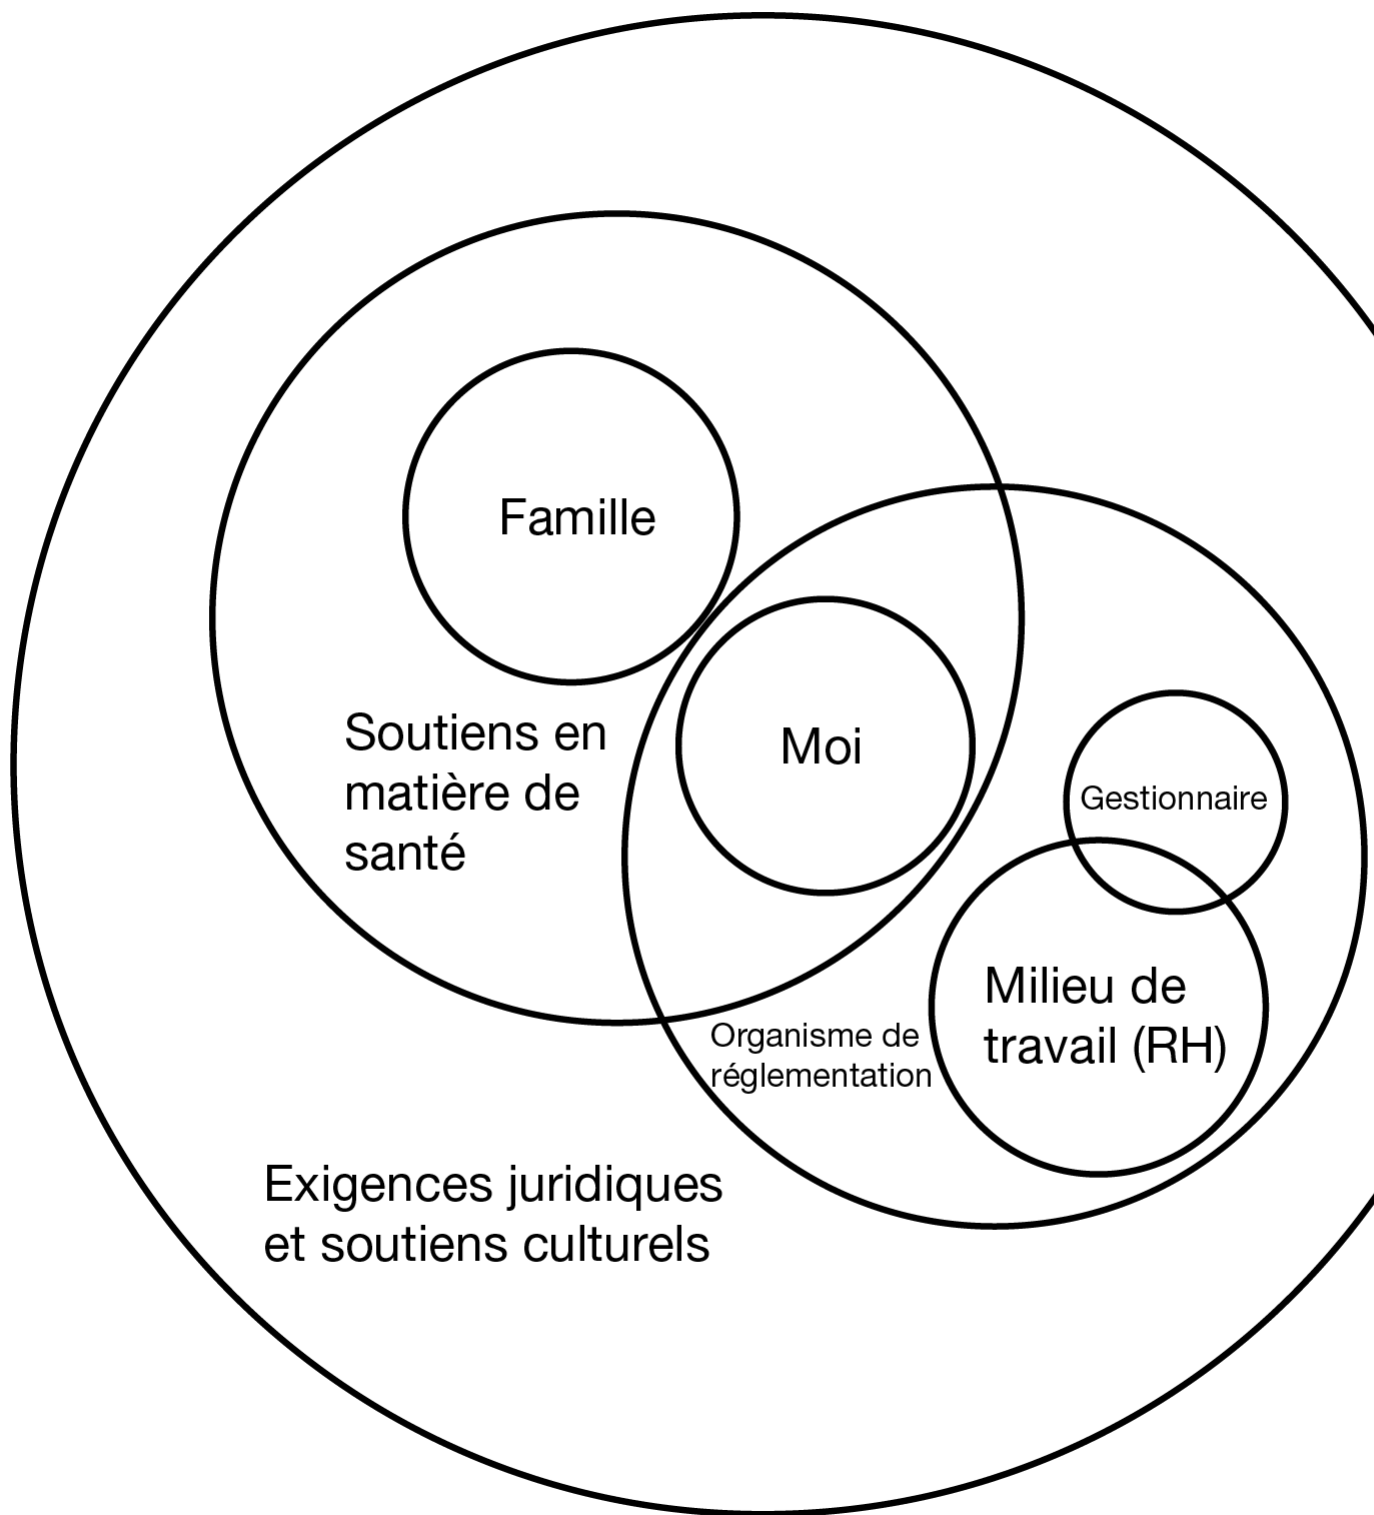 Famille
Soutiens en
matière de
santé
Moi
Gestionnaire
Milieu de
travail (RH)
Organisme de
réglementation
Exigences juridiques
et soutiens culturels